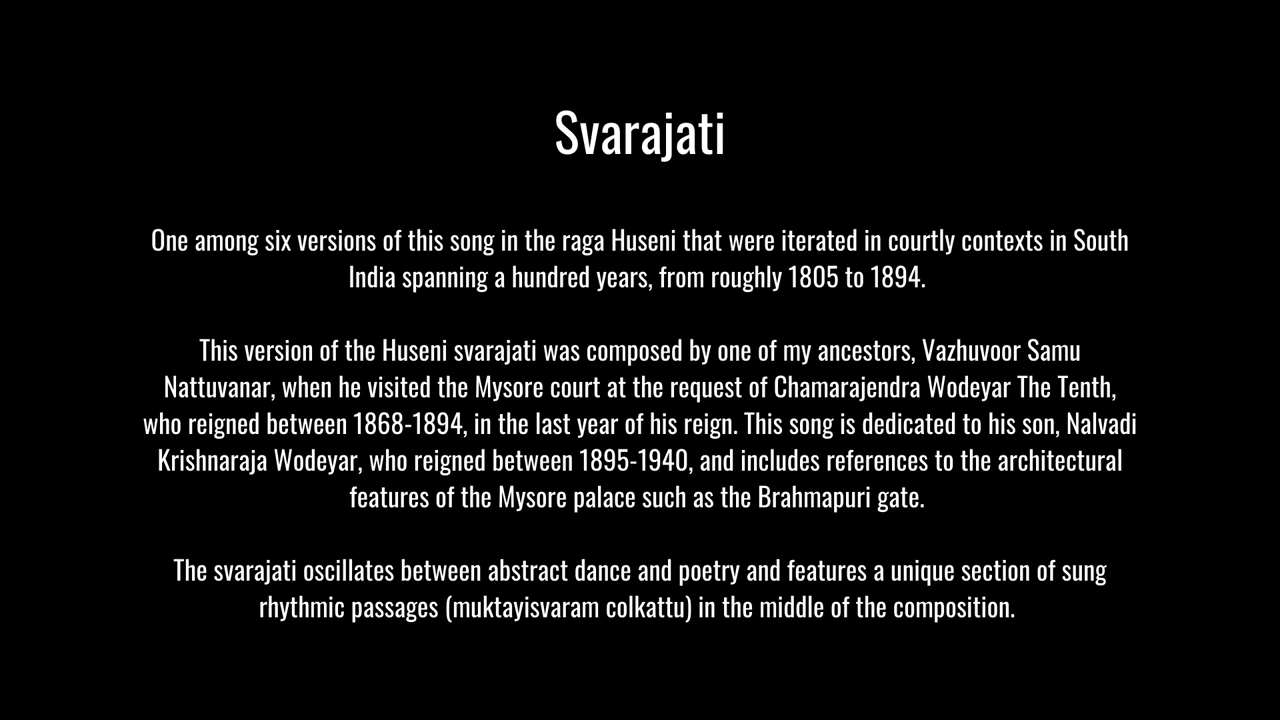 Svarajati
One among six versions of this song in the raga Huseni that were iterated in courtly contexts in South
India spanning a hundred years, from roughly 1805 to 1894.
This version of the Huseni svarajati was composed by one of my ancestors, Vazhuvoor Samu
Nattuvanar, when he visited the Mysore court at the request of Chamarajendra Wodeyar The Tenth,
who reigned between 1868-1894, in the last year of his reign. This song is dedicated to his son, Nalvadi
Krishnaraja Wodeyar, who reigned between 1895-1940, and includes references to the architectural
features of the Mysore palace such as the Brahmapuri gate.
The svarajati oscillates between abstract dance and poetry and features a unique section of sung
rhythmic passages (muktayisvaram colkattu) in the middle of the composition.